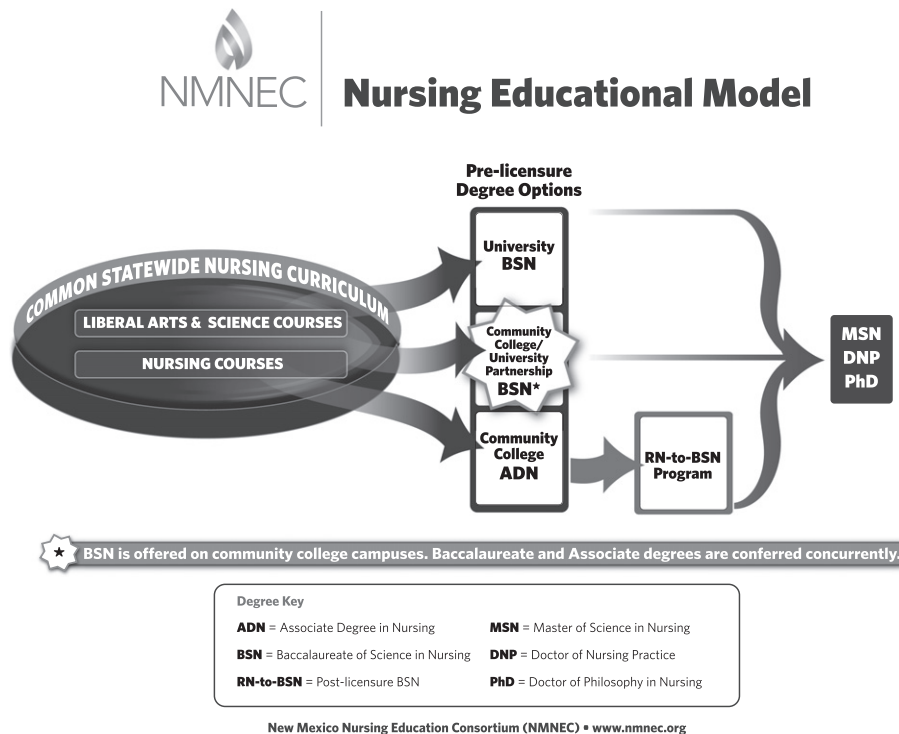 NMNEC
Nursing Educational Model
Pre-licensure
Degree Options
COMMON STATEWIDE NURSING CURRICULUM
LIBERAL ARTS & SCIENCE COURSES
NURSING COURSES
University
BSN
Community
College/
University
Partnership
BSN★
Community
College
ADN
RN-to-BSN
Program
MSN
DNP
PhD
★ BSN is offered on community college campuses. Baccalaureate and Associate degrees are conferred concurrently.
Degree Key
ADN = Associate Degree in Nursing
BSN = Baccalaureate of Science in Nursing
RN-to-BSN = Post-licensure BSN
MSN = Master of Science in Nursing
DNP = Doctor of Nursing Practice
PhD = Doctor of Philosophy in Nursing
New Mexico Nursing Education Consortium (NMNEC) ▪ www.nmnec.org